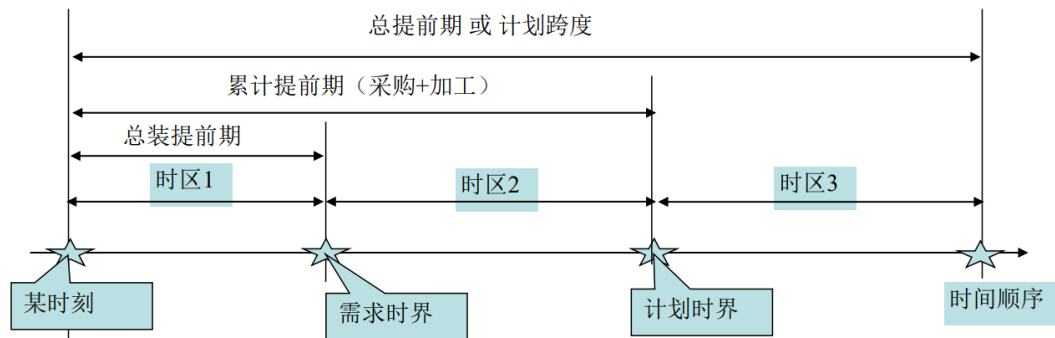 总提前期 或 计划跨度
累计提前期（采购+加工）
总装提前期
时区1
时区2
时区3
某时刻
需求时界
计划时界
时间顺序